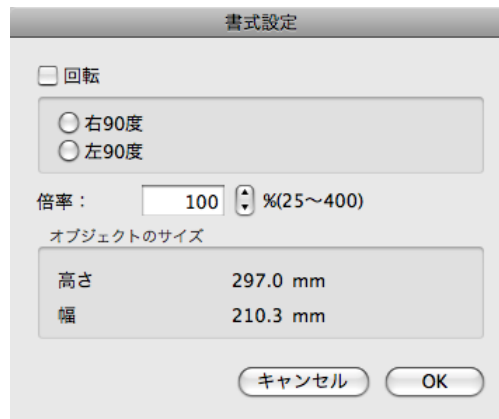 書式設定
回転
右90度
左90度
倍率： 100 %(25～400)
オブジェクトのサイズ
高さ 297.0 mm
幅 210.3 mm
キャンセル OK